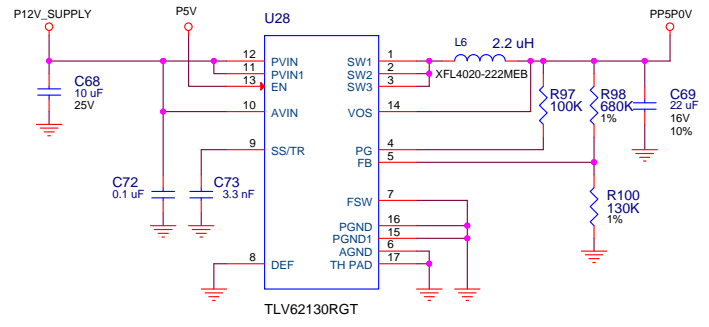 P12V_SUPPLY
P5V
U28
PP5P0V
L6
2.2 uH
XFL4020-222MEB
12
PVIN
SW1
1
11
PVIN1
SW2
2
13
EN
SW3
3
C68
10 uF
25V
R97
100K
R98
680K
1%
C69
22 uF
16V
10%
10
AVIN
VOS
14
9
SS/TR
PG
4
FB
5
C72
0.1 uF
C73
3.3 nF
R100
130K
1%
FSW
7
PGND
16
PGND1
15
AGND
6
8
DEF
TH PAD
17
TLV62130RGT